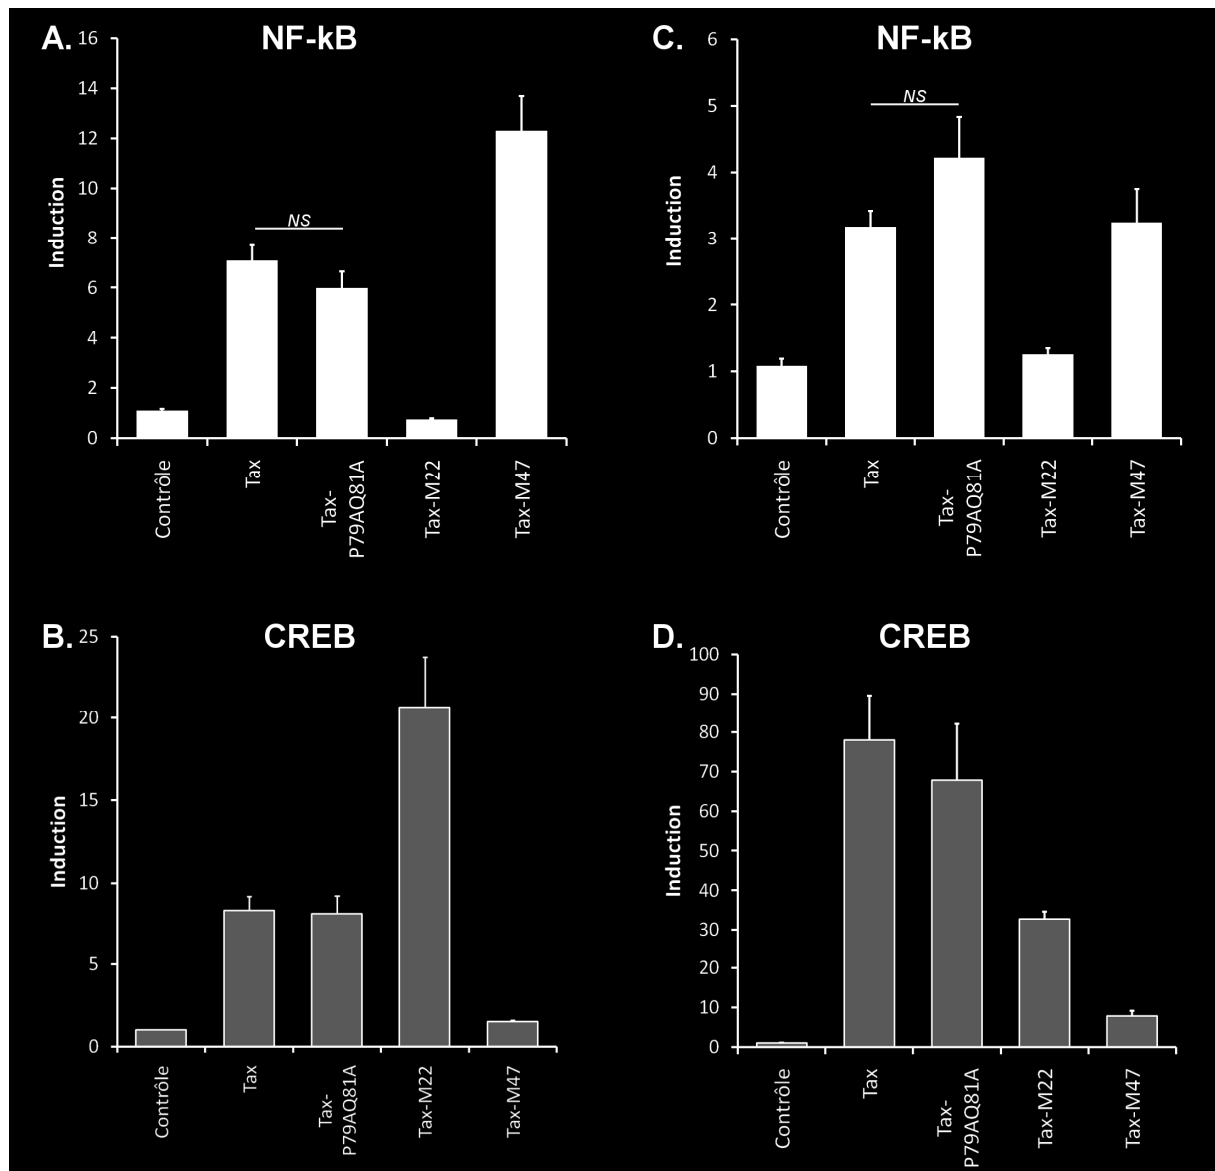 A. NF-kB
16
14
12
10
8
6
4
2
0
Induction
NS
Contrôle
Tax
Tax-
P79AQ81A
Tax-M22
Tax-M47
C. NF-kB
6
5
4
3
2
1
0
Induction
NS
Contrôle
Tax
Tax-
P79AQ81A
Tax-M22
Tax-M47
B. CREB
25
20
15
10
5
0
Induction
Contrôle
Tax
Tax-
P79AQ81A
Tax-M22
Tax-M47
D. CREB
100
90
80
70
60
50
40
30
20
10
0
Induction
Contrôle
Tax
Tax-
P79AQ81A
Tax-M22
Tax-M47